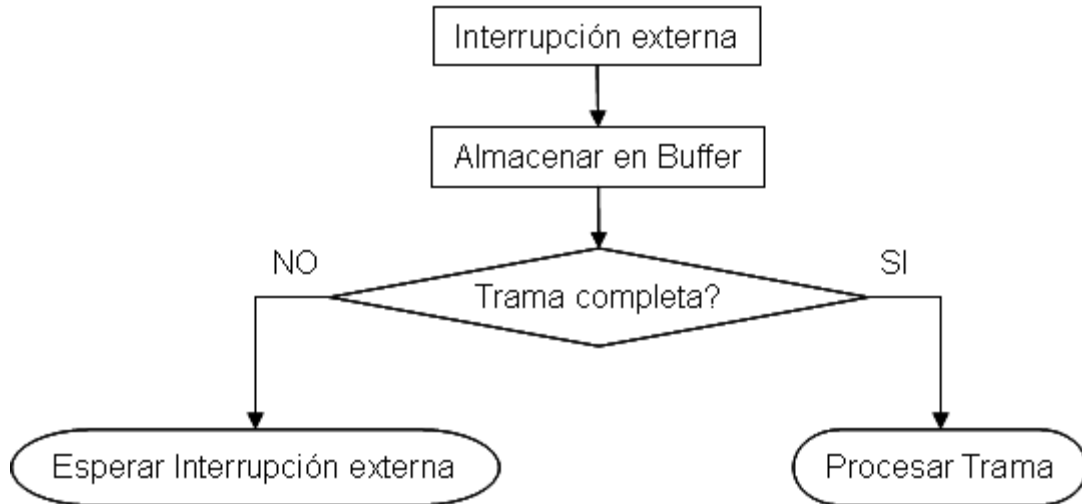 Interrupción externa
Almacenar en Buffer
NO
SI
Trama completa?
Esperar Interrupción externa
Procesar Trama